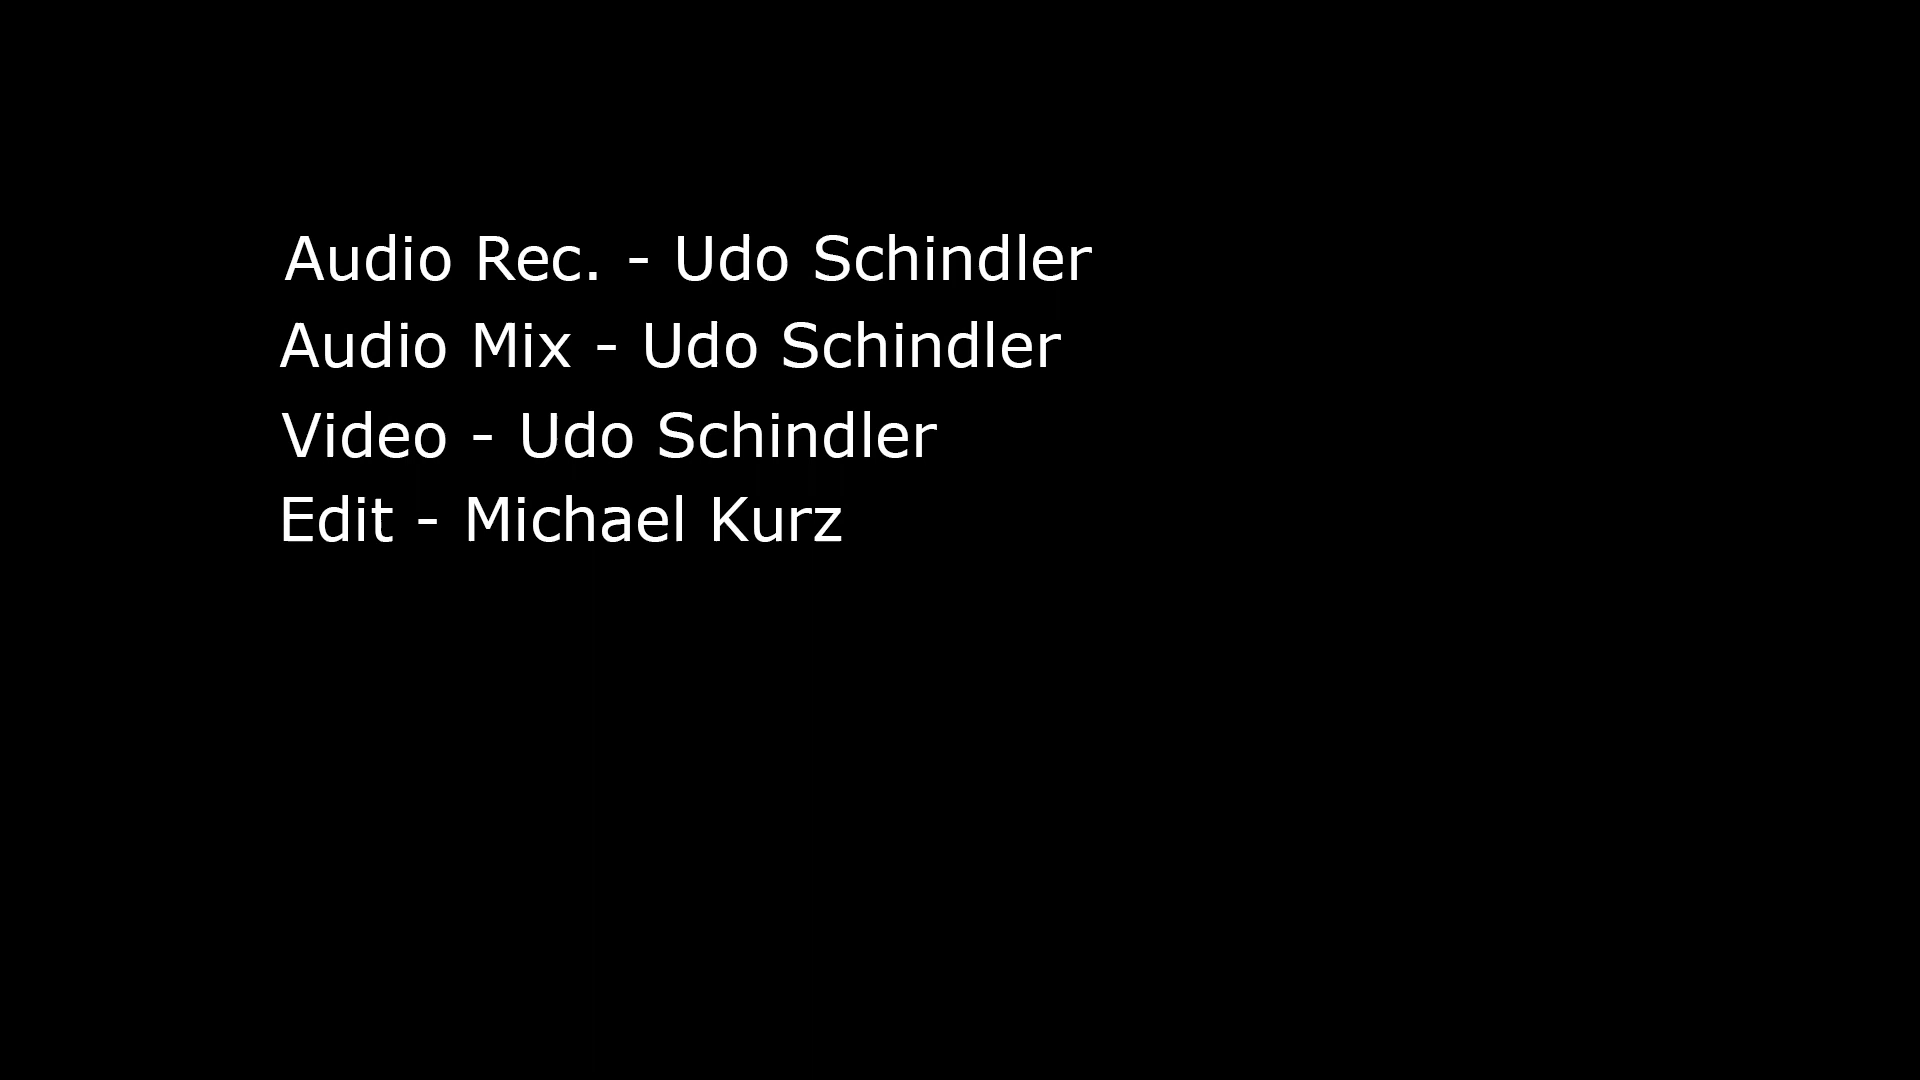 Audio Rec. - Udo Schindler
Audio Mix - Udo Schindler
Video - Udo Schindler
Edit - Michael Kurz